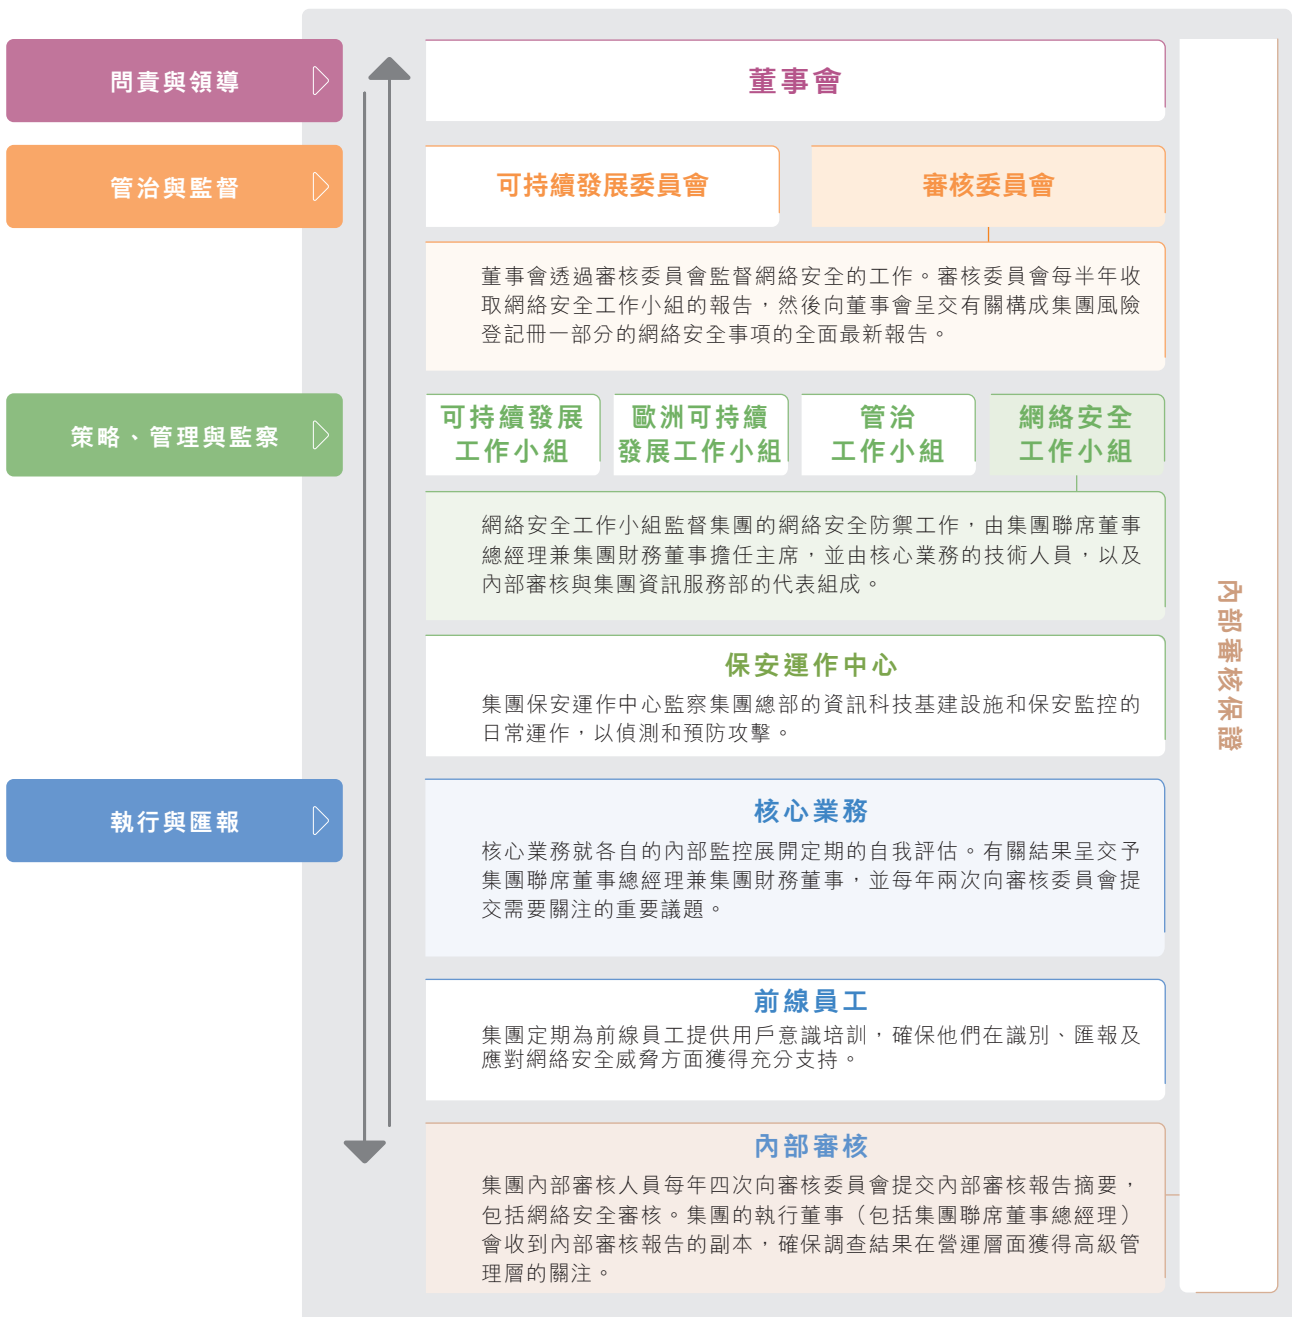 問責與領導
董事會
管治與監督
可持續發展委員會
審核委員會
董事會透過審核委員會監督網絡安全的工作。審核委員會每半年收
取網絡安全工作小組的報告，然後向董事會呈交有關構成集團風險
登記冊一部分的網絡安全事項的全面最新報告。
策略、管理與監察
可持續發展
工作小組
歐洲可持續
發展工作小組
管治
工作小組
網絡安全
工作小組
網絡安全工作小組監督集團的網絡安全防禦工作，由集團聯席董事
總經理兼集團財務董事擔任主席，並由核心業務的技術人員，以及
內部審核與集團資訊服務部的代表組成。
保安運作中心
集團保安運作中心監察集團總部的資訊科技基建設施和保安監控的
日常運作，以偵測和預防攻擊。
執行與匯報
核心業務
核心業務就各自的內部監控展開定期的自我評估。有關結果呈交予
集團聯席董事總經理兼集團財務董事，並每年兩次向審核委員會提
交需要關注的重要議題。
前線員工
集團定期為前線員工提供用戶意識培訓，確保他們在識別、匯報及
應對網絡安全威脅方面獲得充分支持。
內部審核
集團內部審核人員每年四次向審核委員會提交內部審核報告摘要，
包括網絡安全審核。集團的執行董事（包括集團聯席董事總經理）
會收到內部審核報告的副本，確保調查結果在營運層面獲得高級管
理層的關注。
內部審核保證